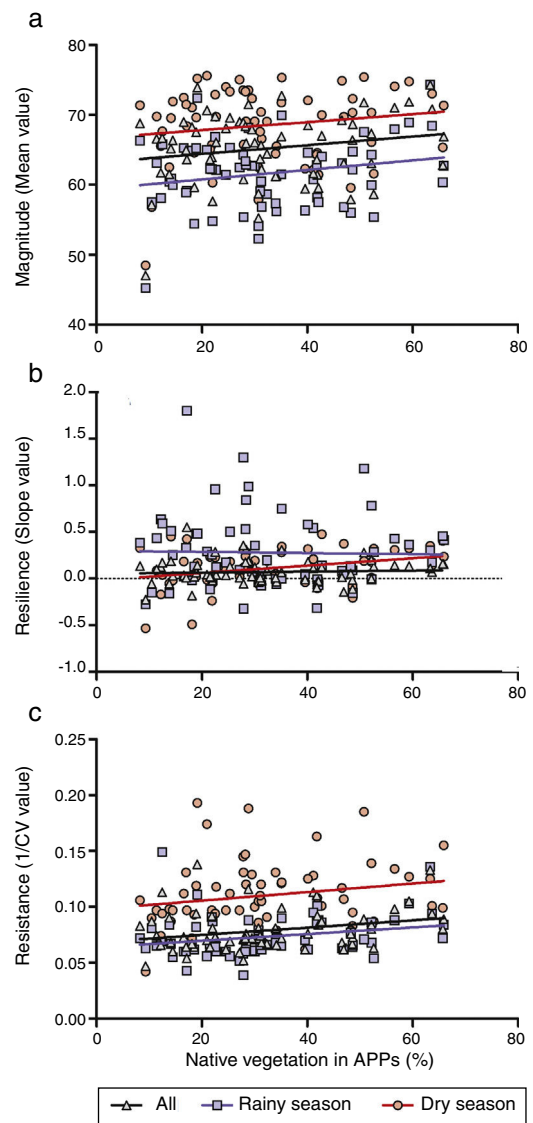 a
Magnitude (Mean value)
80
70
60
50
40
0 20 40 60 80
b
Resilience (Slope value)
2.0
1.5
1.0
0.5
0.0
-0.5
-1.0
0 20 40 60 80
c
Resistance (1/CV value)
0.25
0.20
0.15
0.10
0.05
0.00
0 20 40 60 80
Native vegetation in APPs (%)
All Rainy season Dry season